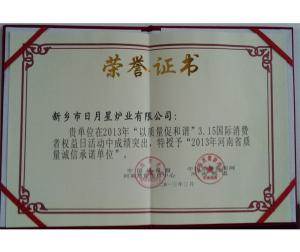 荣誉证书
新乡市日月星炉业有限公司：
贵单位在2013年“以质量促和谐”3.15国际消费
者权益日活动中成绩突出，特授予“2013年河南省质
量诚信承诺单位”。